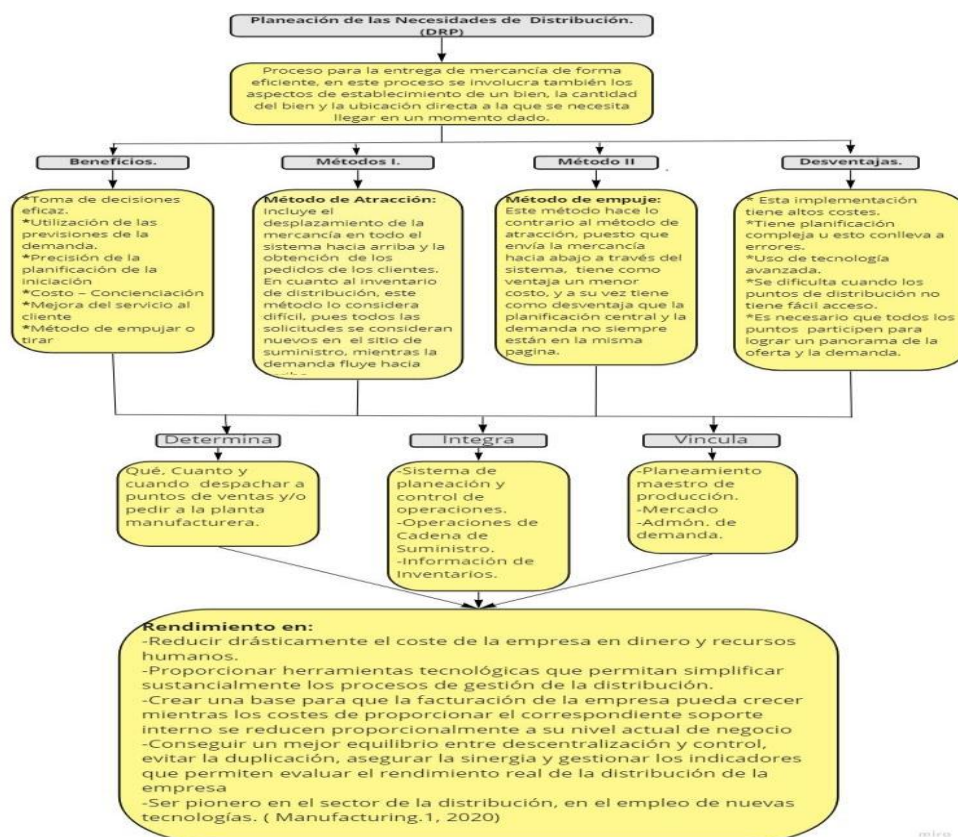 Planeación de las Necesidades de Distribución.
(DRP)
Proceso para la entrega de mercancía de forma
eficiente, en este proceso se involucra también los
aspectos de establecimiento de un bien, la cantidad
del bien y la ubicación directa a la que se necesita
llegar en un momento dado.
Beneficios.
*Toma de decisiones
eficaz.
*Utilización de las
previsiones de la
demanda.
*Precisión de la
planificación de la
iniciación
*Costo – Concienciación
*Mejora del servicio al
cliente
*Método de empujar o
tirar
Métodos I.
Método de Atracción:
Incluye el
desplazamiento de la
mercancía en todo el
sistema hacia arriba y la
obtención de los
pedidos de los clientes.
En cuanto al inventario
de distribución, este
método lo considera
difícil, pues todos las
solicitudes se consideran
nuevos en el sitio de
suministro, mientras la
demanda fluye hacia
Método II
Método de empuje:
Este método hace lo
contrario al método de
atracción, puesto que
envía la mercancía
hacia abajo a través del
sistema, tiene como
ventaja un menor
costo, y a su vez tiene
como desventaja que la
planificación central y la
demanda no siempre
están en la misma
pagina.
Desventajas.
* Esta implementación
tiene altos costes.
*Tiene planificación
compleja u esto conlleva a
errores.
*Uso de tecnología
avanzada.
*Se dificulta cuando los
puntos de distribución no
tiene fácil acceso.
*Es necesario que todos los
puntos participen para
lograr un panorama de la
oferta y la demanda.
Determina
Qué, Cuanto y
cuando despachar a
puntos de ventas y/o
pedir a la planta
manufacturera.
Integra
-Sistema de
planeación y
control de
operaciones.
-Operaciones de
Cadena de
Suministro.
-Información de
Inventarios.
Vincula
-Planeamiento
maestro de
producción.
-Mercado
-Admón. de
demanda.
Rendimiento en:
-Reducir drásticamente el coste de la empresa en dinero y recursos
humanos.
-Proporcionar herramientas tecnológicas que permitan simplificar
sustancialmente los procesos de gestión de la distribución.
-Crear una base para que la facturación de la empresa pueda crecer
mientras los costes de proporcionar el correspondiente soporte
interno se reducen proporcionalmente a su nivel actual de negocio
-Conseguir un mejor equilibrio entre descentralización y control,
evitar la duplicación, asegurar la sinergia y gestionar los indicadores
que permiten evaluar el rendimiento real de la distribución de la
empresa
-Ser pionero en el sector de la distribución, en el empleo de nuevas
tecnologías. ( Manufacturing.1, 2020)
miro